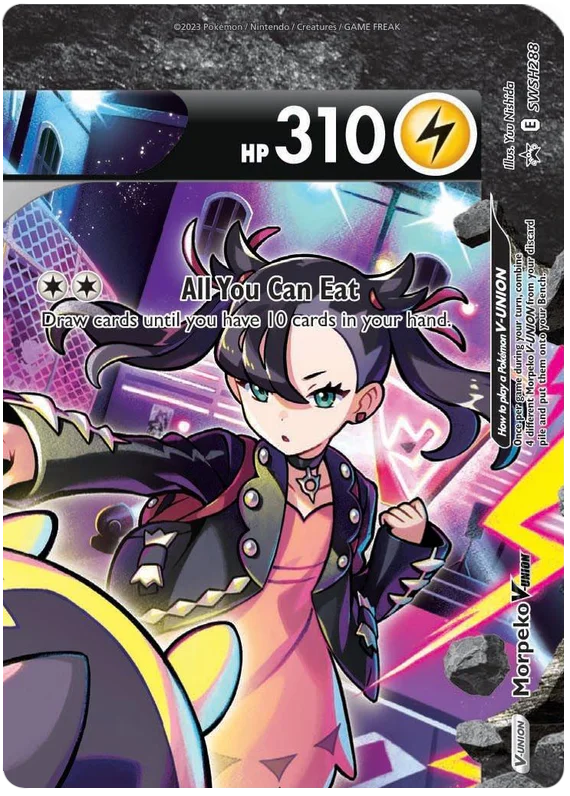 ©2023 Pokémon / Nintendo / Creatures / GAME FREAK
HP 310
All You Can Eat
Draw cards until you have 10 cards in your hand.
Illus. You Nishida
E SWSH288
How to play a Pokémon V-UNION
Once per game during your turn, combine
4 different Morpeko V-UNION from your discard
pile and put them onto your Bench.
V-UNION Morpeko V-UNION